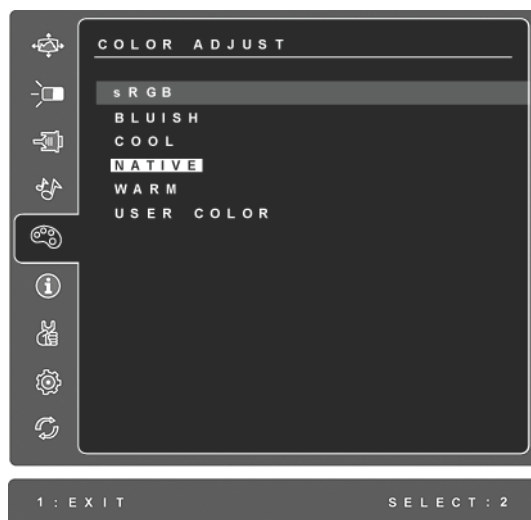 COLOR ADJUST
sRGB
BLUISH
COOL
NATIVE
WARM
USER COLOR
1:EXIT
SELECT:2